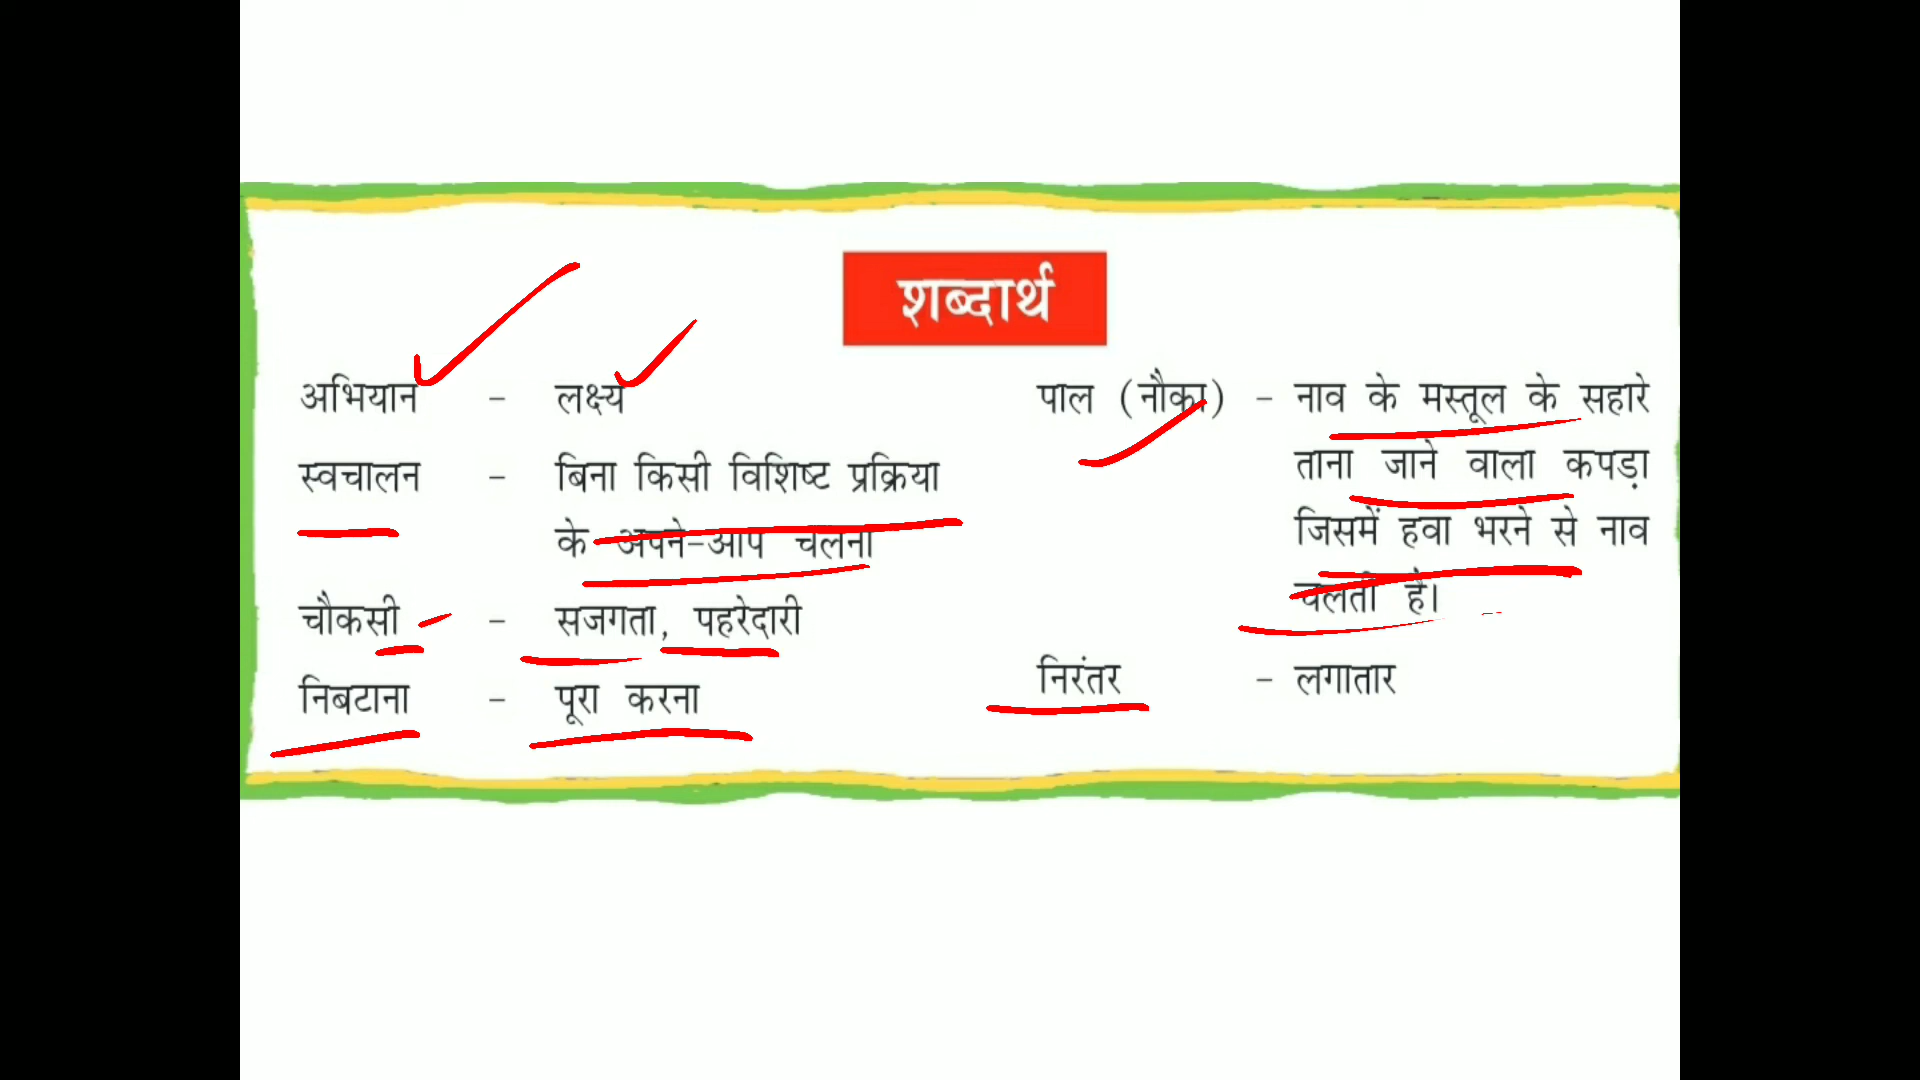 शब्दार्थ
अभियान - लक्ष्य
स्वचालन - बिना किसी विशिष्ट प्रक्रिया
के अपने-आप चलना
चौकसी - सजगता, पहरेदारी
निबटाना - पूरा करना
पाल (नौका) - नाव के मस्तूल के सहारे
ताना जाने वाला कपड़ा
जिसमें हवा भरने से नाव
चलती है।
निरंतर - लगातार